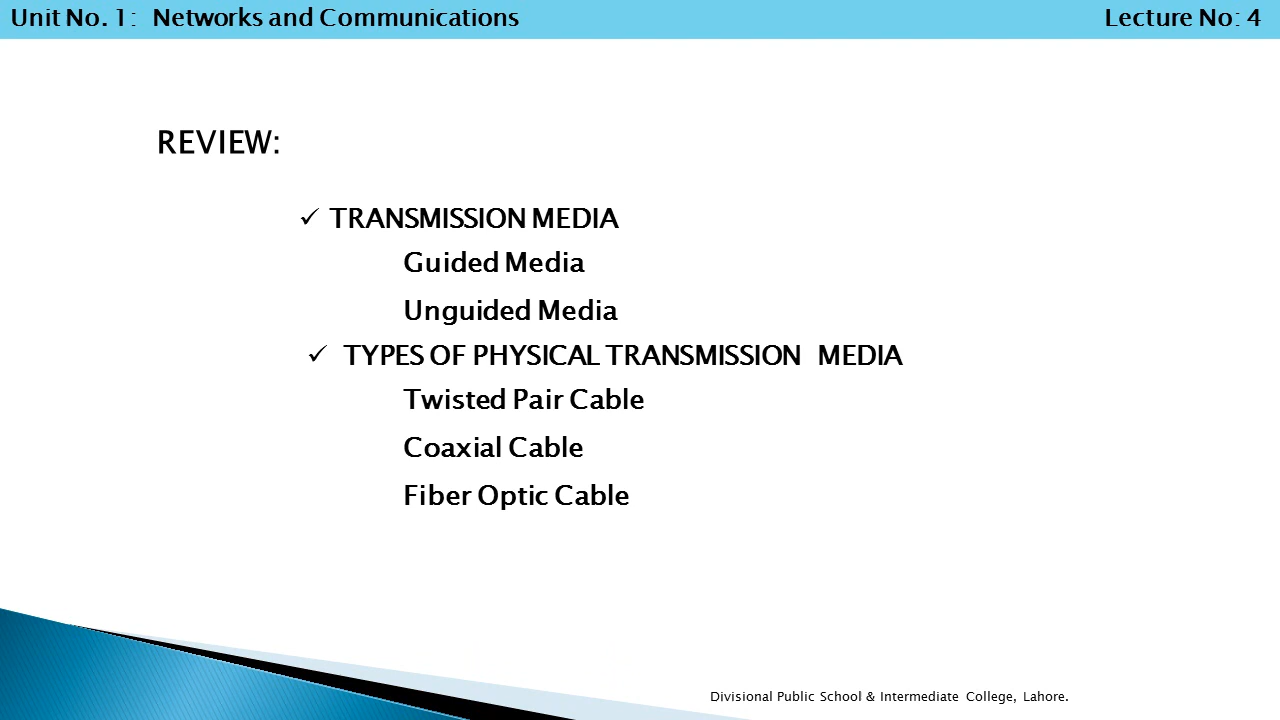 Unit No. 1: Networks and Communications Lecture No: 4
REVIEW:
✓ TRANSMISSION MEDIA
Guided Media
Unguided Media
✓ TYPES OF PHYSICAL TRANSMISSION MEDIA
Twisted Pair Cable
Coaxial Cable
Fiber Optic Cable
Divisional Public School & Intermediate College, Lahore.